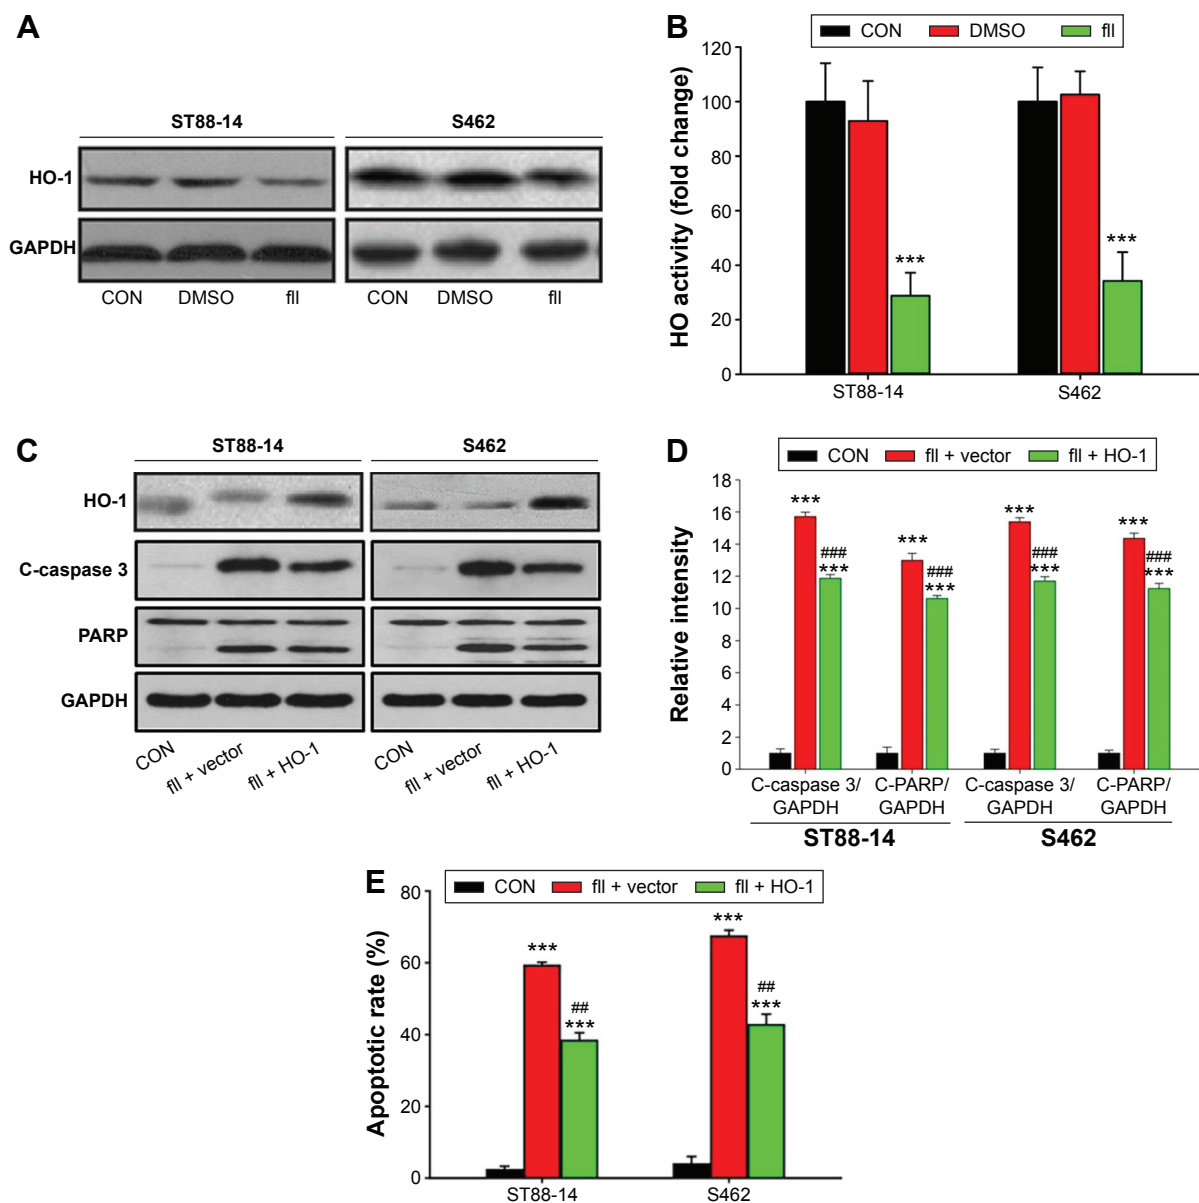 A
ST88-14 S462
HO-1
GAPDH
CON DMSO fll CON DMSO fll
B
CON DMSO fll
HO activity (fold change)
120
100
80
60
40
20
0
***
***
ST88-14 S462
C
ST88-14 S462
HO-1
C-caspase 3
PARP
GAPDH
CON fll + vector fll + HO-1 CON fll + vector fll + HO-1
D
CON fll + vector fll + HO-1
Relative intensity
18
16
14
12
10
8
6
4
2
0
*** *** *** ***
### ### ### ###
*** *** *** ***
C-caspase 3/ C-PARP/ C-caspase 3/ C-PARP/
GAPDH GAPDH GAPDH GAPDH
ST88-14 S462
E
CON fll + vector fll + HO-1
Apoptotic rate (%)
80
60
40
20
0
*** ***
## ##
*** ***
ST88-14 S462